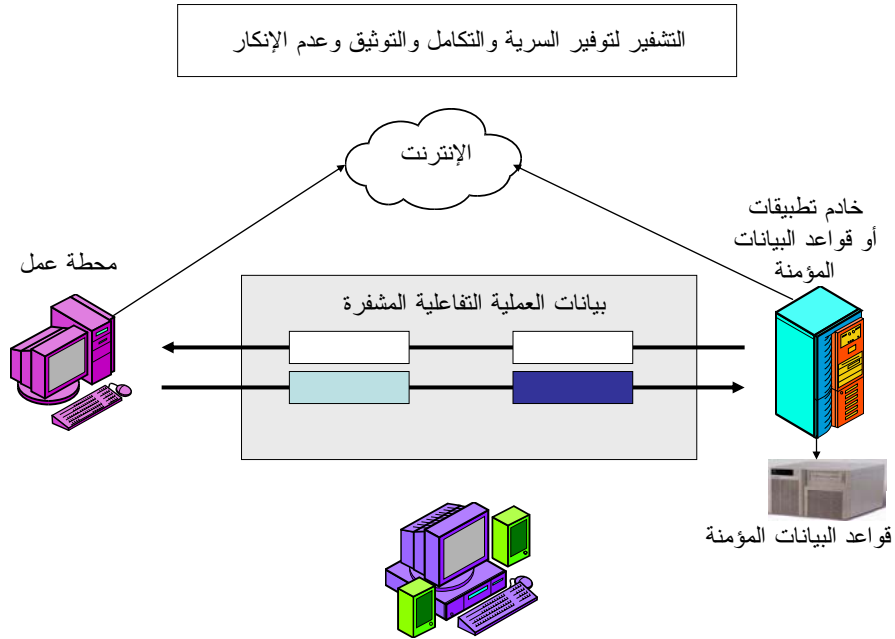 التشفير لتوفير السرية والتكامل والتوثيق وعدم الإنكار
الإنترنت
خادم تطبيقات
أو قواعد البيانات
المؤمنة
محطة عمل
بيانات العملية التفاعلية المشفرة
قواعد البيانات المؤمنة